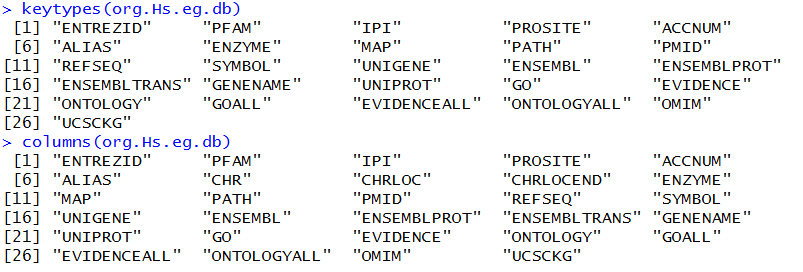 > keytypes(org.Hs.eg.db)
[1] "ENTREZID" "PFAM" "IPI" "PROSITE" "ACCNUM"
[6] "ALIAS" "ENZYME" "MAP" "PATH" "PMID"
[11] "REFSEQ" "SYMBOL" "UNIGENE" "ENSEMBL" "ENSEMBLPROT"
[16] "ENSEMBLTRANS" "GENENAME" "UNIPROT" "GO" "EVIDENCE"
[21] "ONTOLOGY" "GOALL" "EVIDENCEALL" "ONTOLOGYALL" "OMIM"
[26] "UCSCKG"
> columns(org.Hs.eg.db)
[1] "ENTREZID" "PFAM" "IPI" "PROSITE" "ACCNUM"
[6] "ALIAS" "CHR" "CHRLOC" "CHRLOCEND" "ENZYME"
[11] "MAP" "PATH" "PMID" "REFSEQ" "SYMBOL"
[16] "UNIGENE" "ENSEMBL" "ENSEMBLPROT" "ENSEMBLTRANS" "GENENAME"
[21] "UNIPROT" "GO" "EVIDENCE" "ONTOLOGY" "GOALL"
[26] "EVIDENCEALL" "ONTOLOGYALL" "OMIM" "UCSCKG"